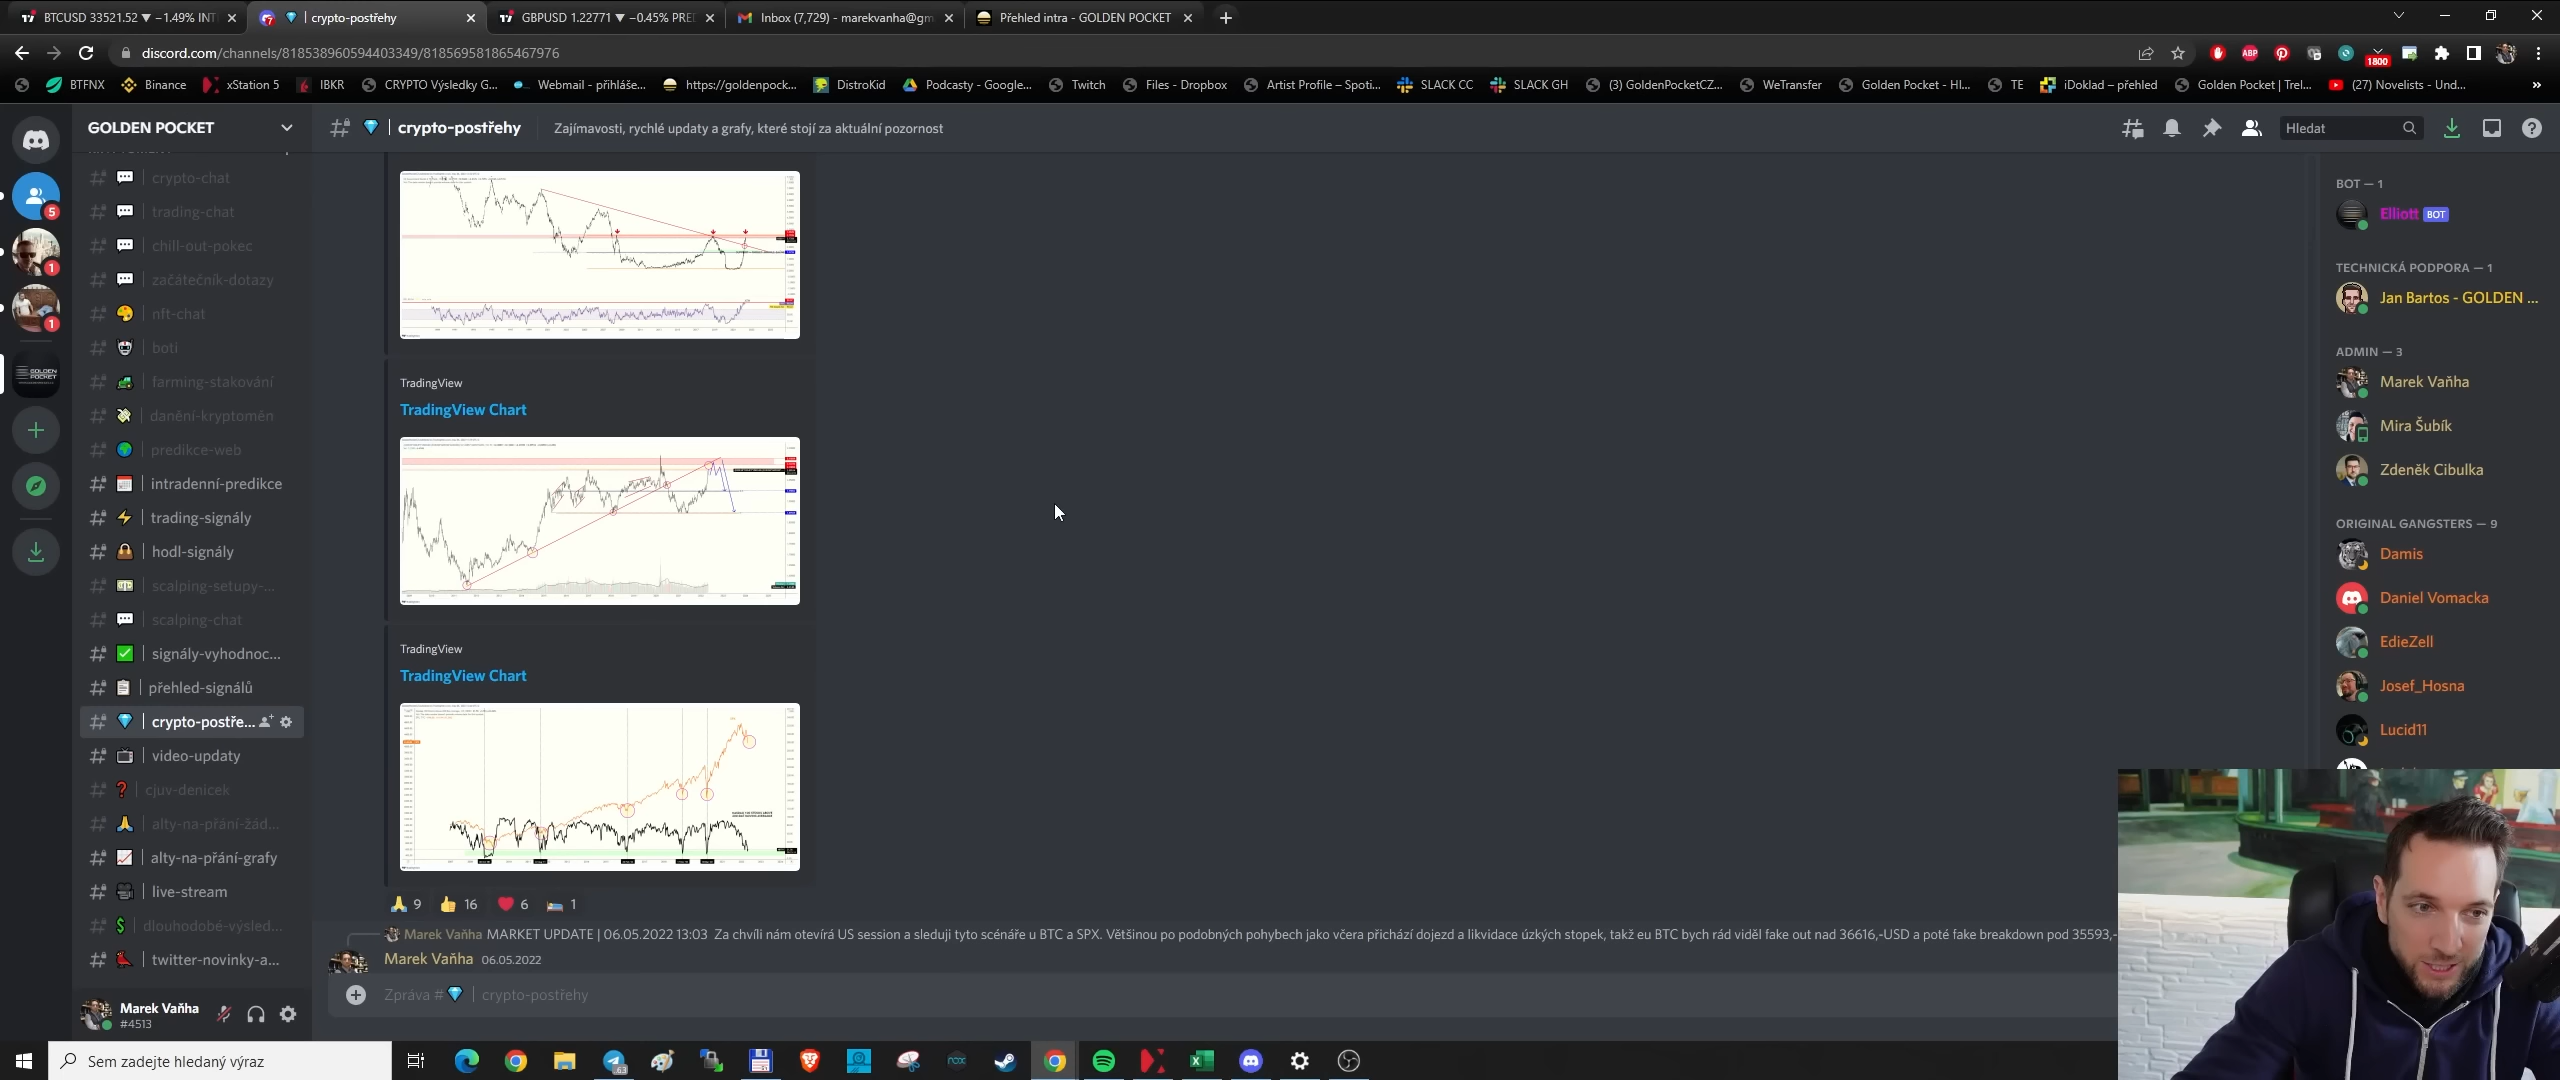 BTCUSD 33521.52 ▼ −1.49% INT
| crypto-postřehy
GBPUSD 1.22771 ▼ −0.45% PRE
Inbox (7,729) - marekvanha@gm
Přehled intra - GOLDEN POCKET
discord.com/channels/818538960594403349/818569581865467976
1800
BTFNX
Binance
xStation 5
IBKR
CRYPTO Výsledky G...
Webmail - přihláše...
https://goldenpock...
DistroKid
Podcasty - Google...
Twitch
Files - Dropbox
Artist Profile – Spoti...
SLACK CC
SLACK GH
(3) GoldenPocketCZ...
WeTransfer
Golden Pocket - Hl...
TE
iDoklad – přehled
Golden Pocket | Trel...
(27) Novelists - Und...
GOLDEN POCKET
| crypto-postřehy
Zajímavosti, rychlé updaty a grafy, které stojí za aktuální pozornost
Hledat
5
1
1
GOLDEN
POCKET
crypto-chat
trading-chat
chill-out-pokec
začátečník-dotazy
nft-chat
boti
farming-stakování
danění-kryptomén
predikce-web
intradenní-predikce
trading-signály
hodl-signály
scalping-setupy-...
scalping-chat
signály-vyhodnoc...
přehled-signálů
crypto-postře...
video-updaty
cjuv-denicek
alty-na-přání-žád...
alty-na-přání-grafy
live-stream
dlouhodobé-výsled...
twitter-novinky-a...
Marek Vaňha
#4513
TradingView
TradingView Chart
TradingView
TradingView Chart
9
16
6
1
Marek Vaňha MARKET UPDATE | 06.05.2022 13:03 Za chvíli nám otevírá US session a sleduji tyto scénáře u BTC a SPX. Většinou po podobných pohybech jako včera přichází dojezd a likvidace úzkých stopek, takž eu BTC bych rád viděl fake out nad 36616,-USD a poté fake breakdown pod 35593,-
Marek Vaňha 06.05.2022
Zpráva # | crypto-postřehy
BOT — 1
Elliott BOT
TECHNICKÁ PODPORA — 1
Jan Bartos - GOLDEN ...
ADMIN — 3
Marek Vaňha
Mira Šubík
Zdeněk Cibulka
ORIGINAL GANGSTERS — 9
Damis
Daniel Vomacka
EdieZell
Josef_Hosna
Lucid11
Sem zadejte hledaný výraz
63
nox